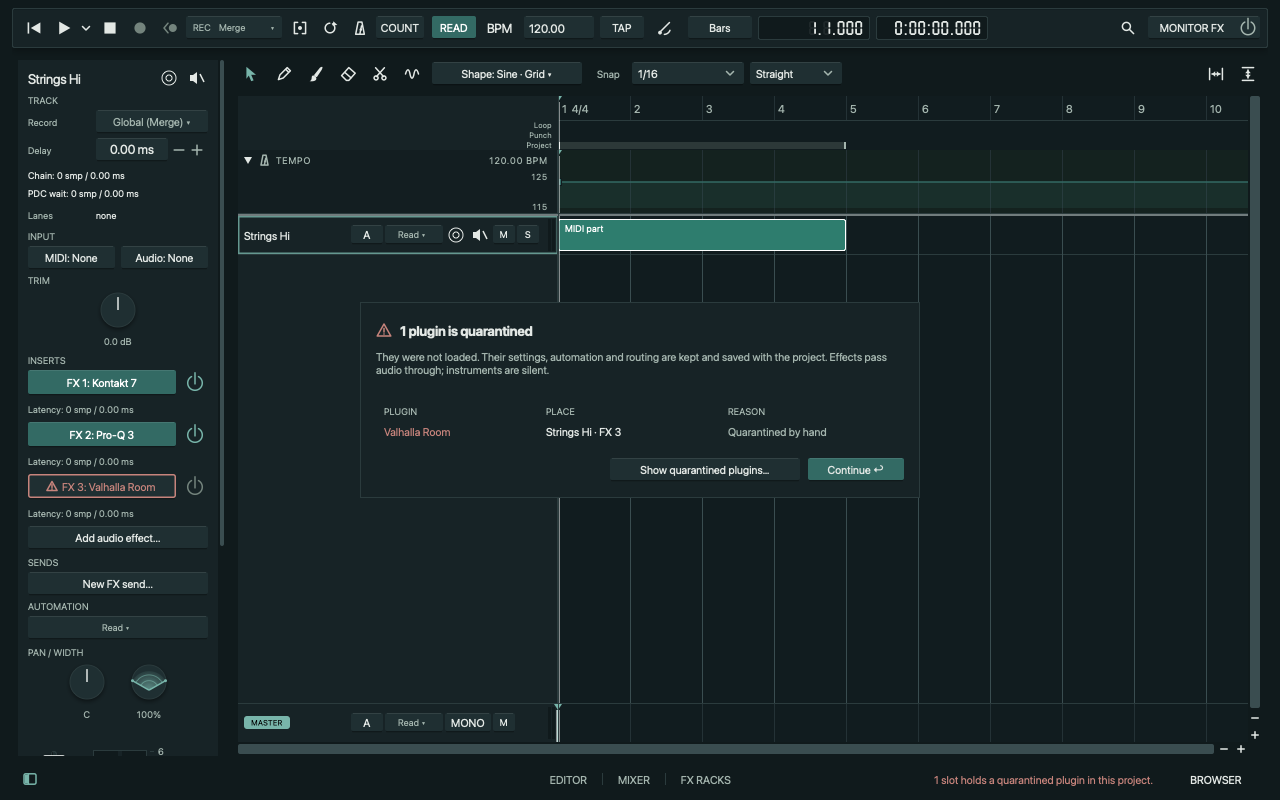 REC Merge
COUNT
READ
BPM
120.00
TAP
Bars
1.1.000
0:00:00.000
MONITOR FX
Strings Hi
Shape: Sine · Grid
Snap
1/16
Straight
TRACK
Record
Global (Merge)
Delay
0.00 ms
Chain: 0 smp / 0.00 ms
PDC wait: 0 smp / 0.00 ms
Lanes
none
INPUT
MIDI: None
Audio: None
TRIM
0.0 dB
INSERTS
FX 1: Kontakt 7
Latency: 0 smp / 0.00 ms
FX 2: Pro-Q 3
Latency: 0 smp / 0.00 ms
FX 3: Valhalla Room
Latency: 0 smp / 0.00 ms
Add audio effect...
SENDS
New FX send...
AUTOMATION
Read
PAN / WIDTH
C
100%
6
1 4/4
2
3
4
5
6
7
8
9
10
Loop
Punch
Project
TEMPO
120.00 BPM
125
115
Strings Hi
A
Read
M
S
MIDI part
1 plugin is quarantined
They were not loaded. Their settings, automation and routing are kept and saved with the project. Effects pass
audio through; instruments are silent.
PLUGIN
PLACE
REASON
Valhalla Room
Strings Hi · FX 3
Quarantined by hand
Show quarantined plugins...
Continue ↩
MASTER
A
Read
MONO
M
EDITOR
MIXER
FX RACKS
1 slot holds a quarantined plugin in this project.
BROWSER